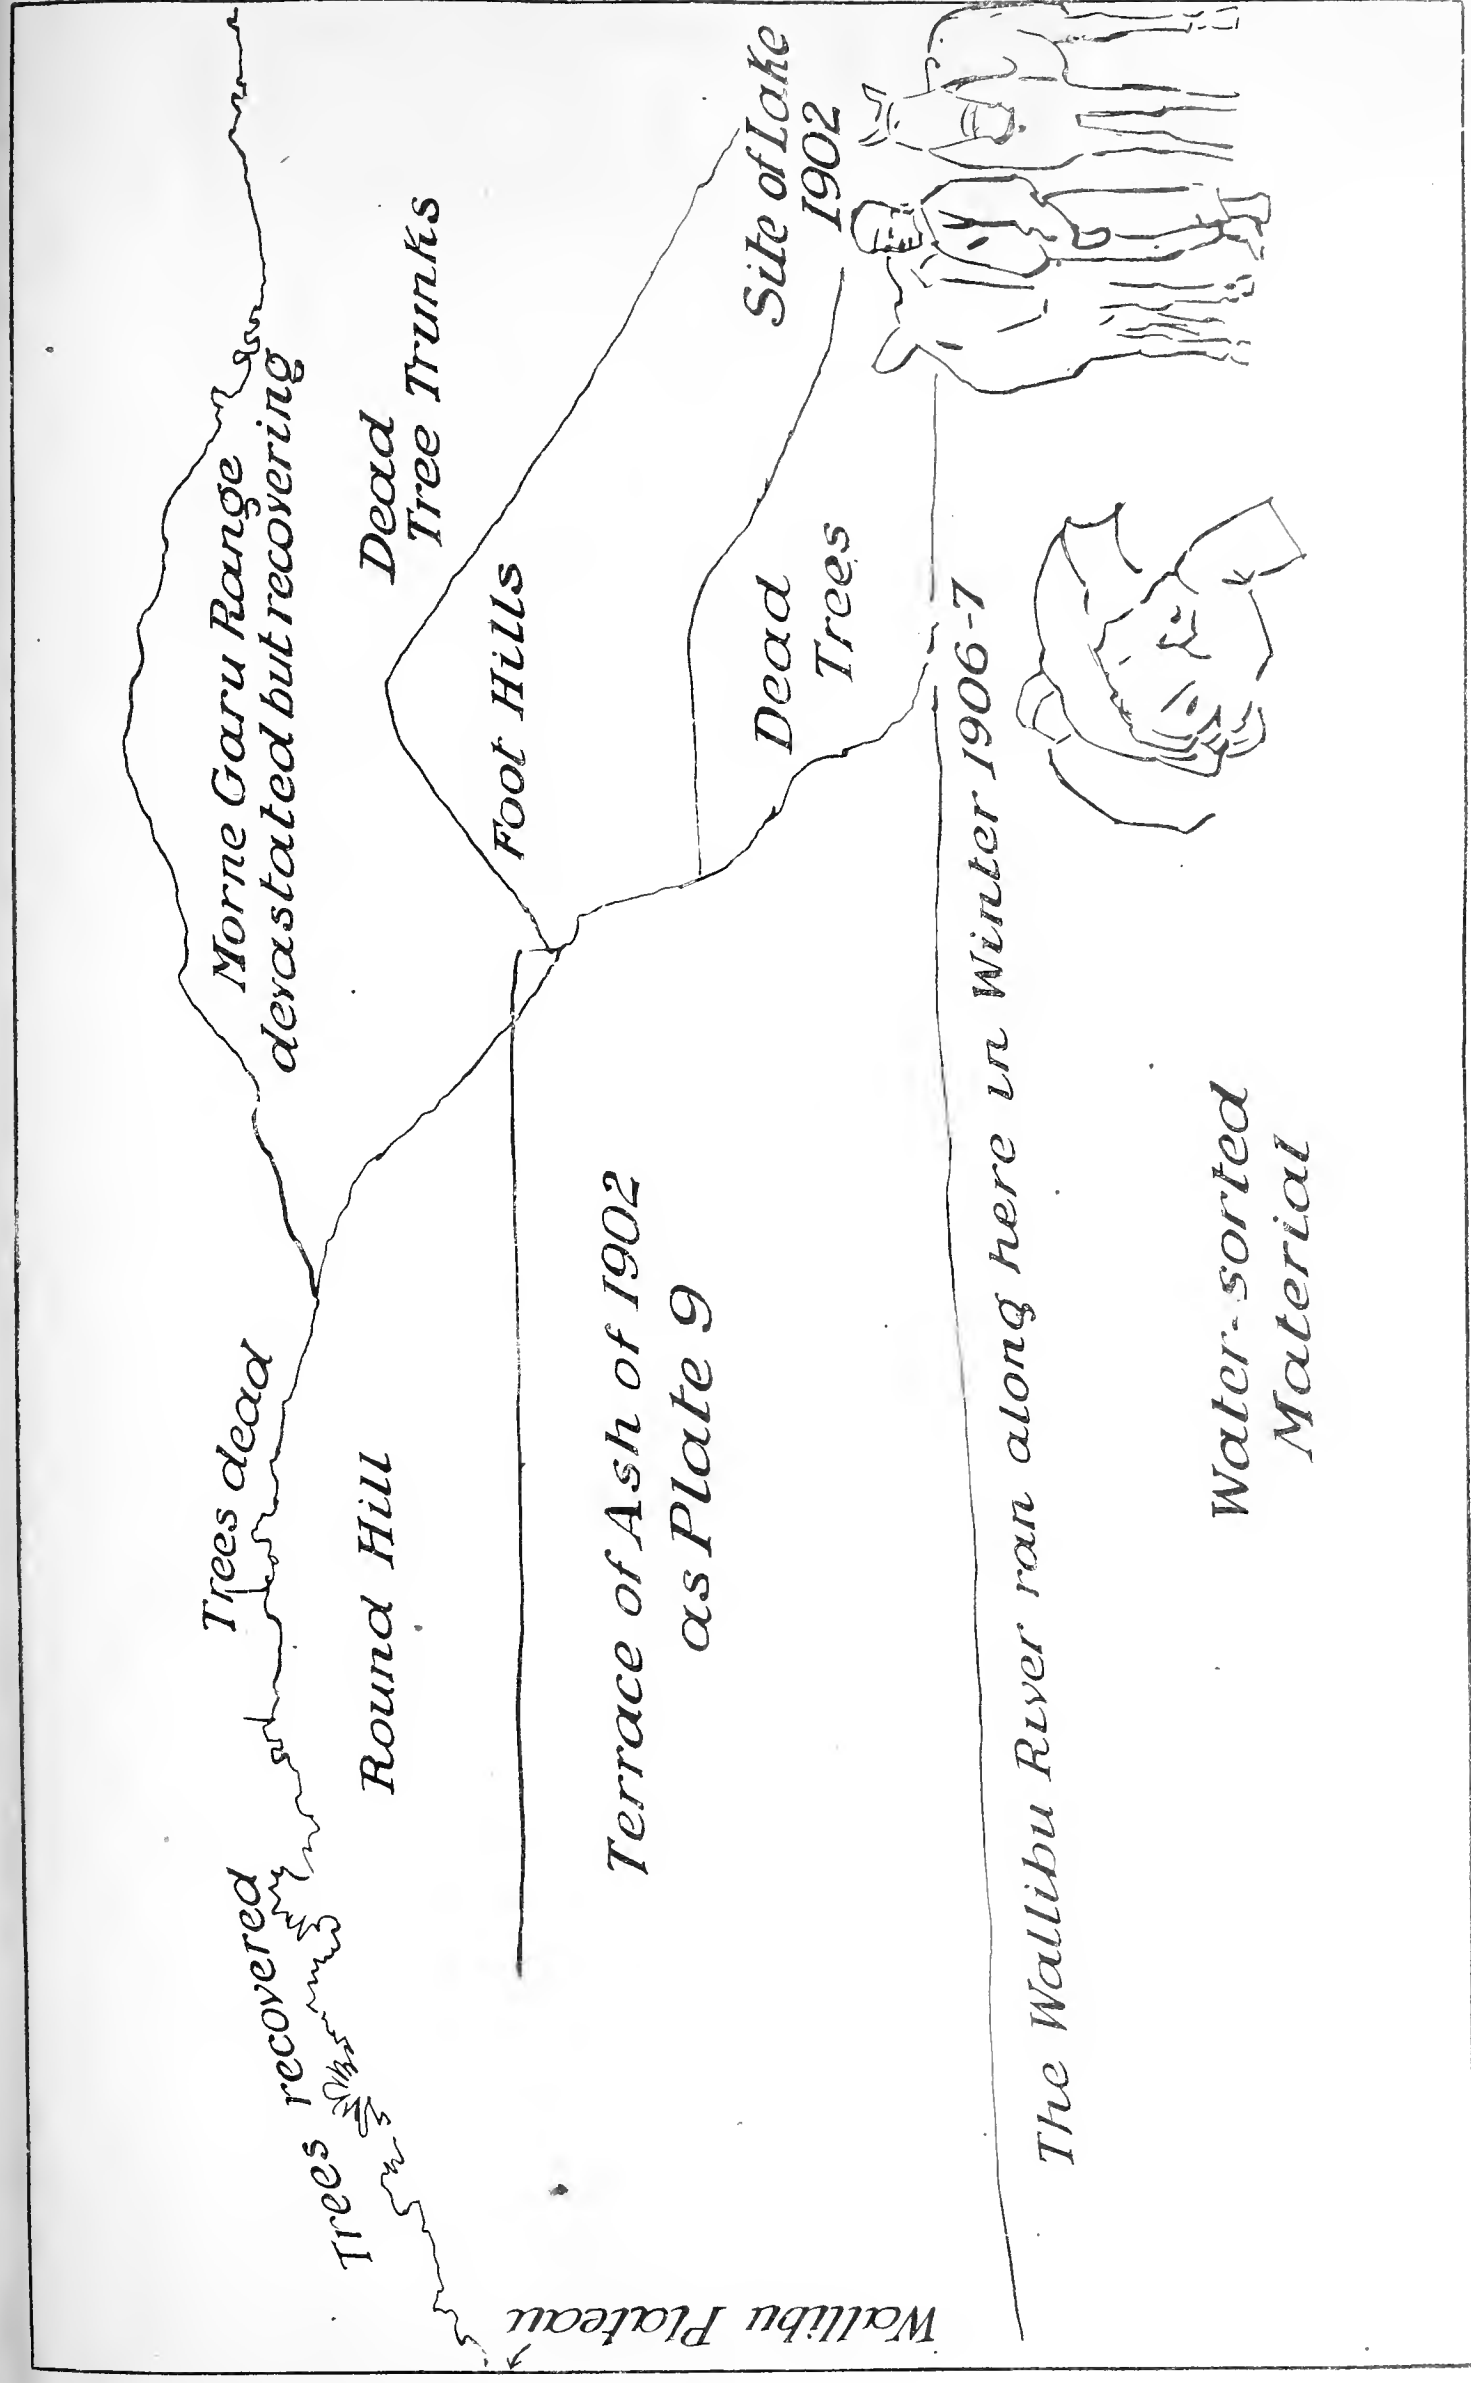 Trees recovered
Trees dead
Morne Garu Range
devastated but recovering
Round Hill
Dead
Tree Trunks
Foot Hills
Wallibu Plateau
Terrace of Ash of 1902
as Plate 9
Site of Lake
1902
Dead
Trees
The Wallibu River ran along here in Winter 1906-7
Water-sorted
Material